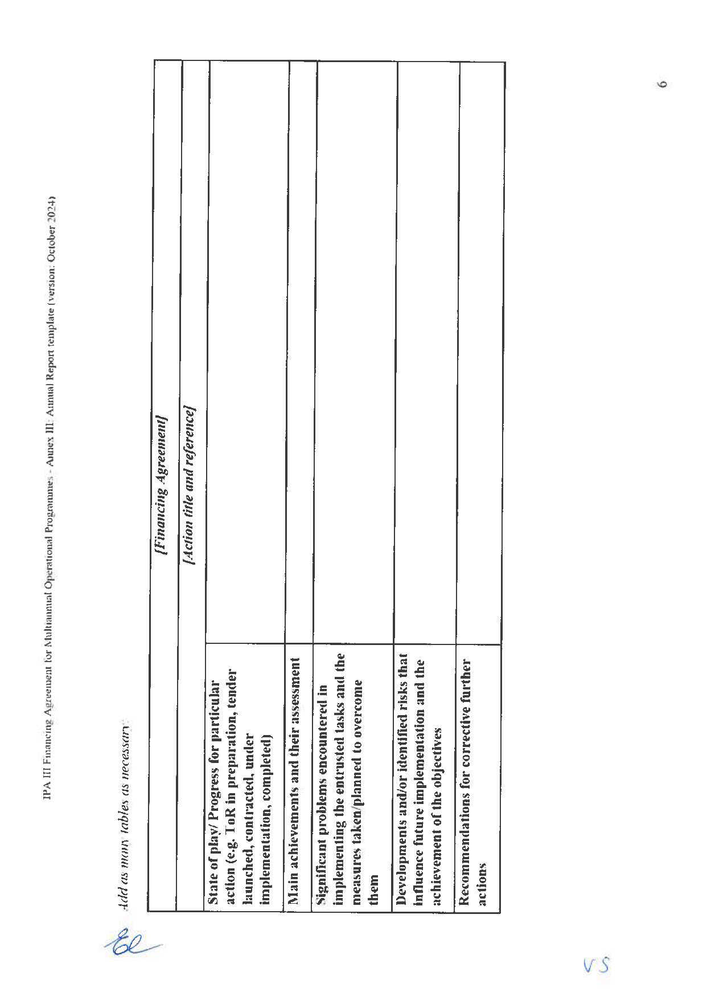 IPA III Financing Agreement for Multiannual Operational Programmes - Annex III: Annual Report template (version: October 2024)
Add as many tables as necessary:
[Financing Agreement]
[Action title and reference]
State of play/ Progress for particular
action (e.g. ToR in preparation, tender
launched, contracted, under
implementation, completed)
Main achievements and their assessment
Significant problems encountered in
implementing the entrusted tasks and the
measures taken/planned to overcome
them
Developments and/or identified risks that
influence future implementation and the
achievement of the objectives
Recommendations for corrective further
actions
6
VS